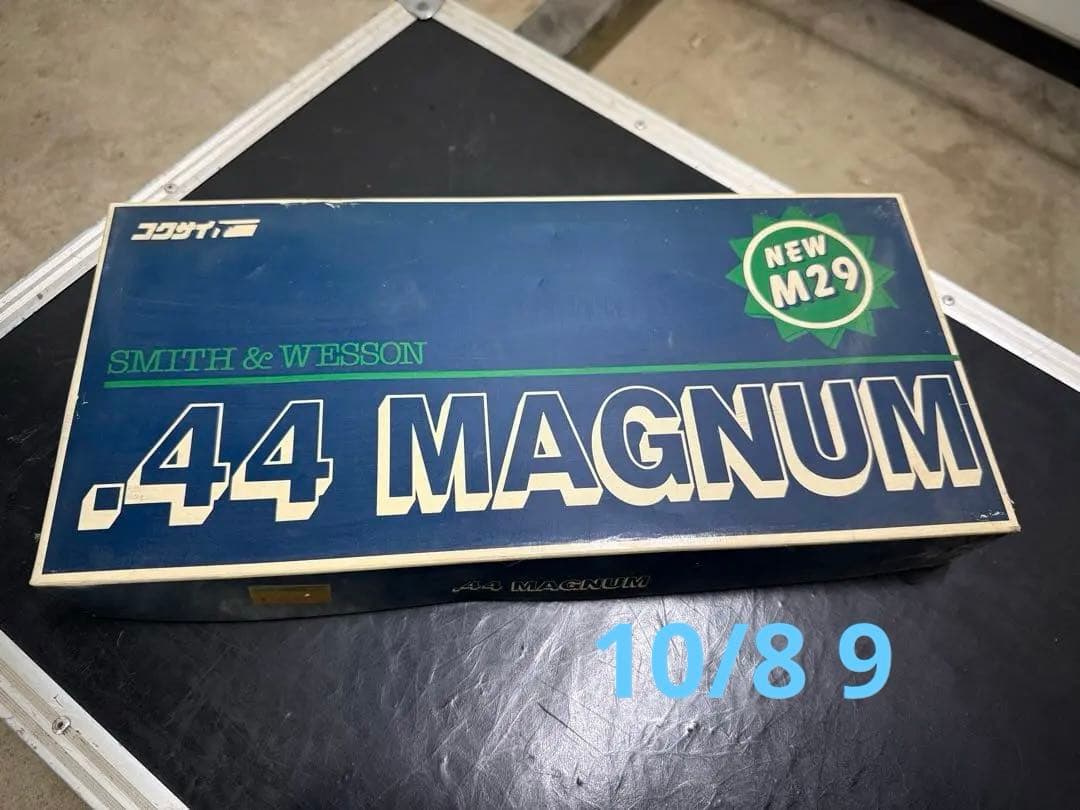 コクサイ
NEW
M29
SMITH & WESSON
.44 MAGNUM
.44 MAGNUM
10/8 9